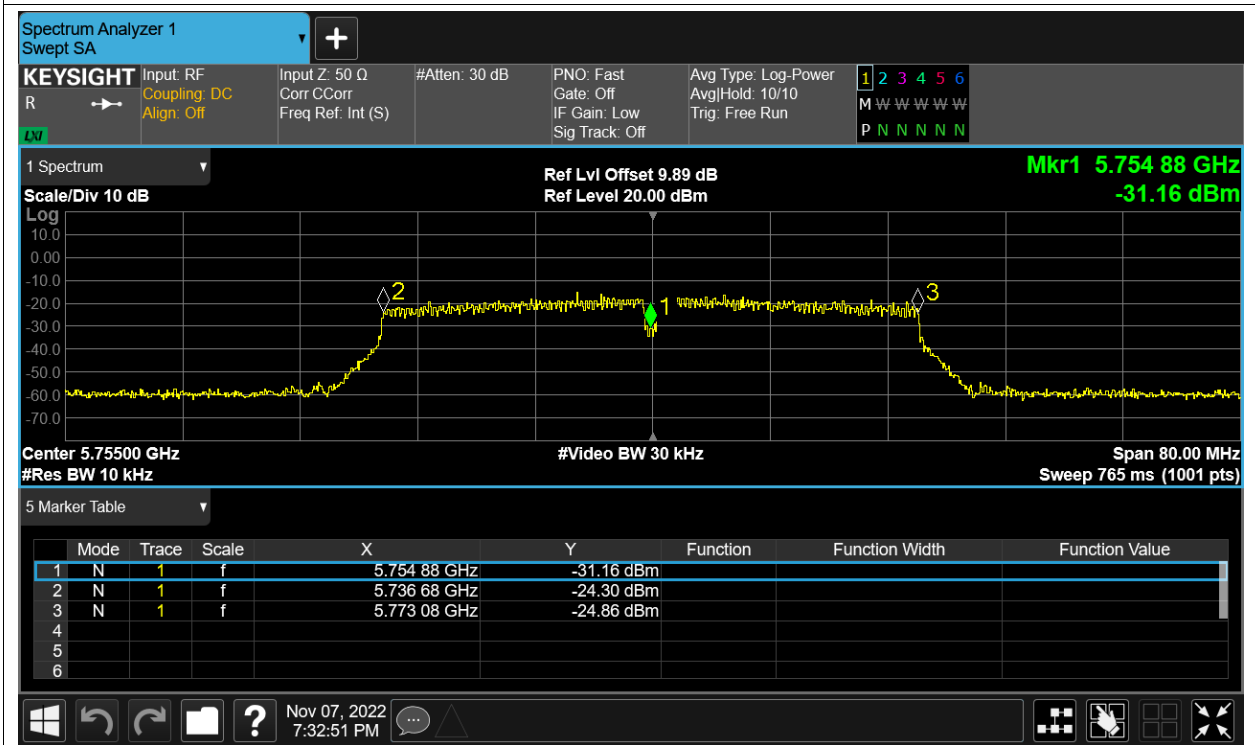 Spectrum Analyzer 1
Swept SA
KEYSIGHT Input: RF Input Z: 50 Ω #Atten: 30 dB PNO: Fast Avg Type: Log-Power 1 2 3 4 5 6
R Coupling: DC Corr CCorr Gate: Off Avg|Hold: 10/10 M W W W W W
Align: Off Freq Ref: Int (S) IF Gain: Low Trig: Free Run
LXI Sig Track: Off P N N N N N
1 Spectrum Ref Lvl Offset 9.89 dB Mkr1 5.754 88 GHz
Scale/Div 10 dB Ref Level 20.00 dBm -31.16 dBm
Log
10.0
0.00
-10.0
2 3
-20.0
1
-30.0
-40.0
-50.0
-60.0
-70.0
Center 5.75500 GHz #Video BW 30 kHz Span 80.00 MHz
#Res BW 10 kHz Sweep 765 ms (1001 pts)
5 Marker Table
Mode Trace Scale X Y Function Function Width Function Value
1 N 1 f 5.754 88 GHz -31.16 dBm
2 N 1 f 5.736 68 GHz -24.30 dBm
3 N 1 f 5.773 08 GHz -24.86 dBm
4
5
6
? Nov 07, 2022
7:32:51 PM